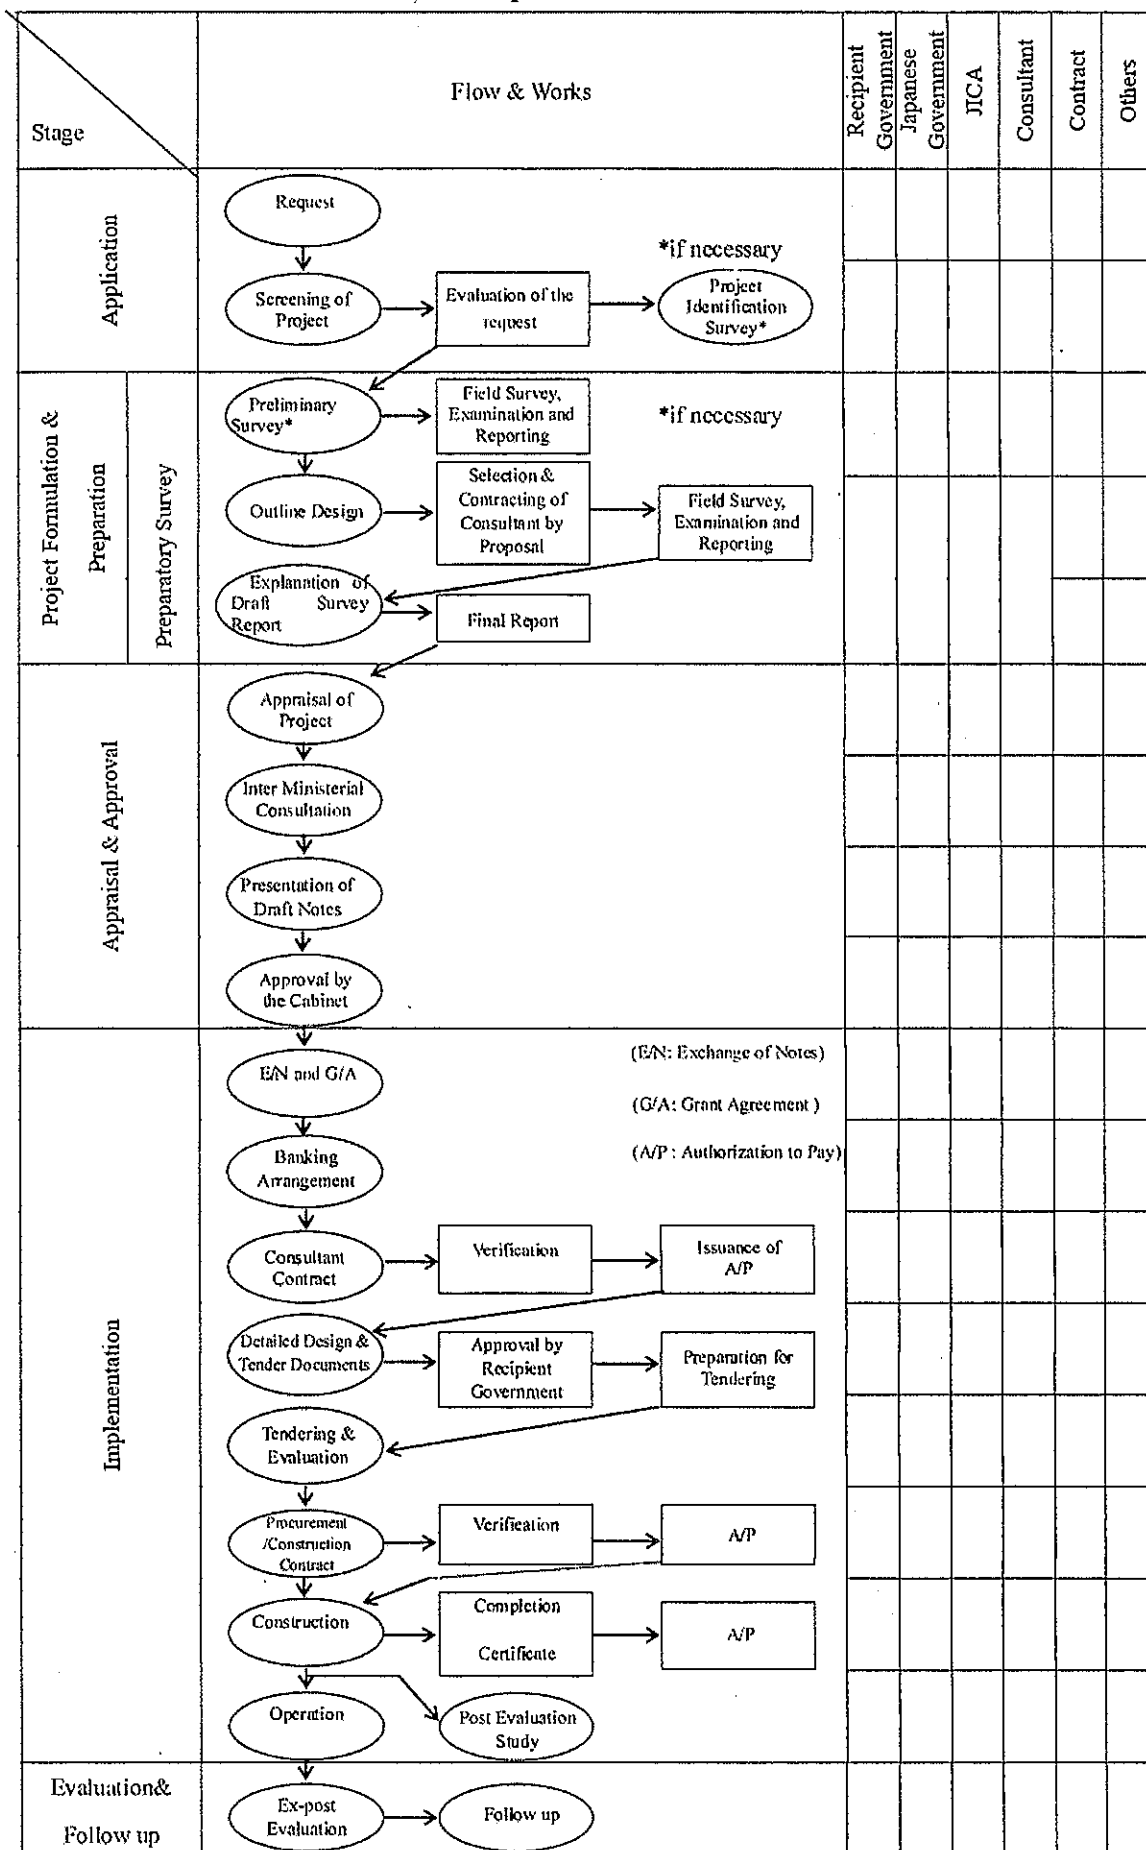 Stage
Flow & Works
Recipient
Government
Japanese
Government
JICA
Consultant
Contract
Others
Application
Request
*if necessary
Screening of
Project
Evaluation of the
request
Project
Identification
Survey*
Project Formulation &
Preparation
Preparatory Survey
Preliminary
Survey*
Field Survey,
Examination and
Reporting
*if necessary
Outline Design
Selection &
Contracting of
Consultant by
Proposal
Field Survey,
Examination and
Reporting
Explanation of
Draft Survey
Report
Final Report
Appraisal & Approval
Appraisal of
Project
Inter Ministerial
Consultation
Presentation of
Draft Notes
Approval by
the Cabinet
Implementation
E/N and G/A
(E/N: Exchange of Notes)
(G/A: Grant Agreement )
(A/P : Authorization to Pay)
Banking
Arrangement
Consultant
Contract
Verification
Issuance of
A/P
Detailed Design &
Tender Documents
Approval by
Recipient
Government
Preparation for
Tendering
Tendering &
Evaluation
Procurement
/Construction
Contract
Verification
A/P
Construction
Completion
Certificate
A/P
Operation
Post Evaluation
Study
Evaluation&
Follow up
Ex-post
Evaluation
Follow up